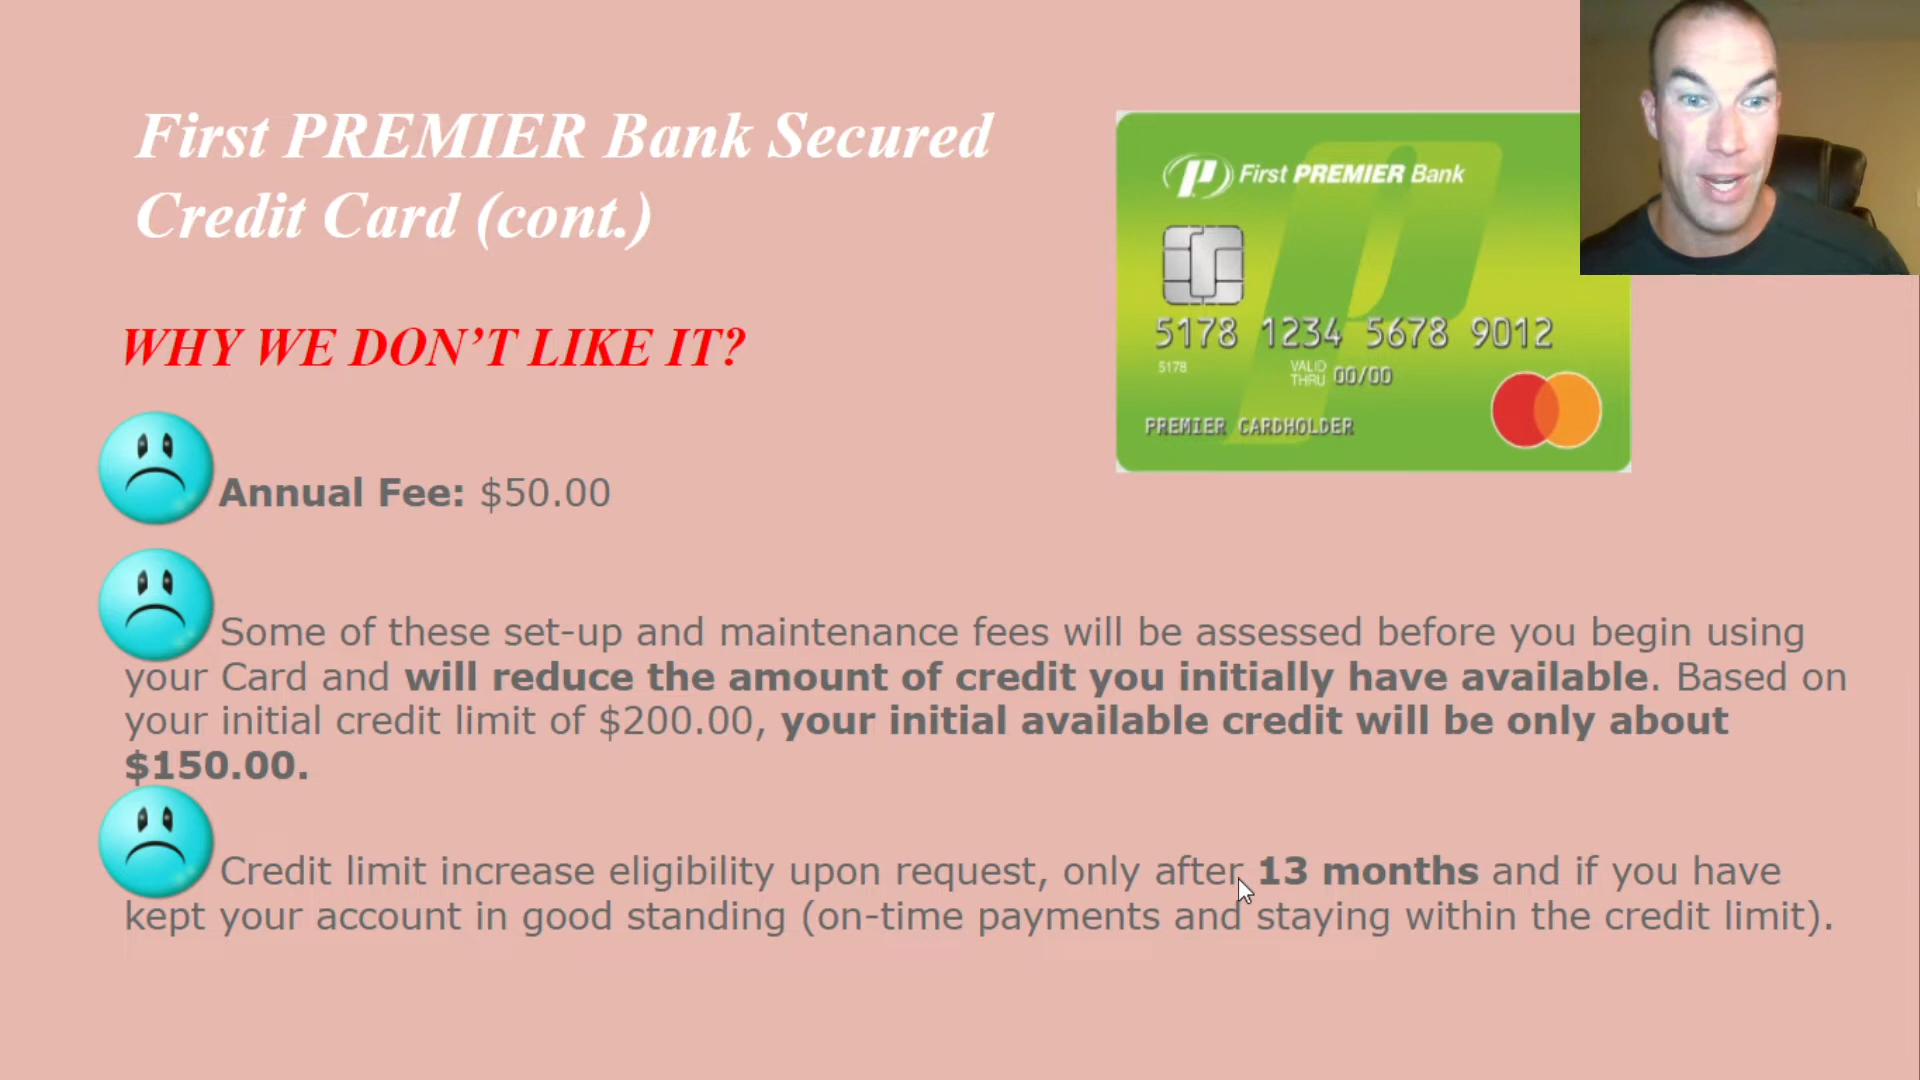 First PREMIER Bank Secured
Credit Card (cont.)
First PREMIER Bank
5178 1234 5678 9012
5178
VALID
THRU 00/00
PREMIER CARDHOLDER
WHY WE DON’T LIKE IT?
Annual Fee: $50.00
Some of these set-up and maintenance fees will be assessed before you begin using
your Card and will reduce the amount of credit you initially have available. Based on
your initial credit limit of $200.00, your initial available credit will be only about
$150.00.
Credit limit increase eligibility upon request, only after 13 months and if you have
kept your account in good standing (on-time payments and staying within the credit limit).